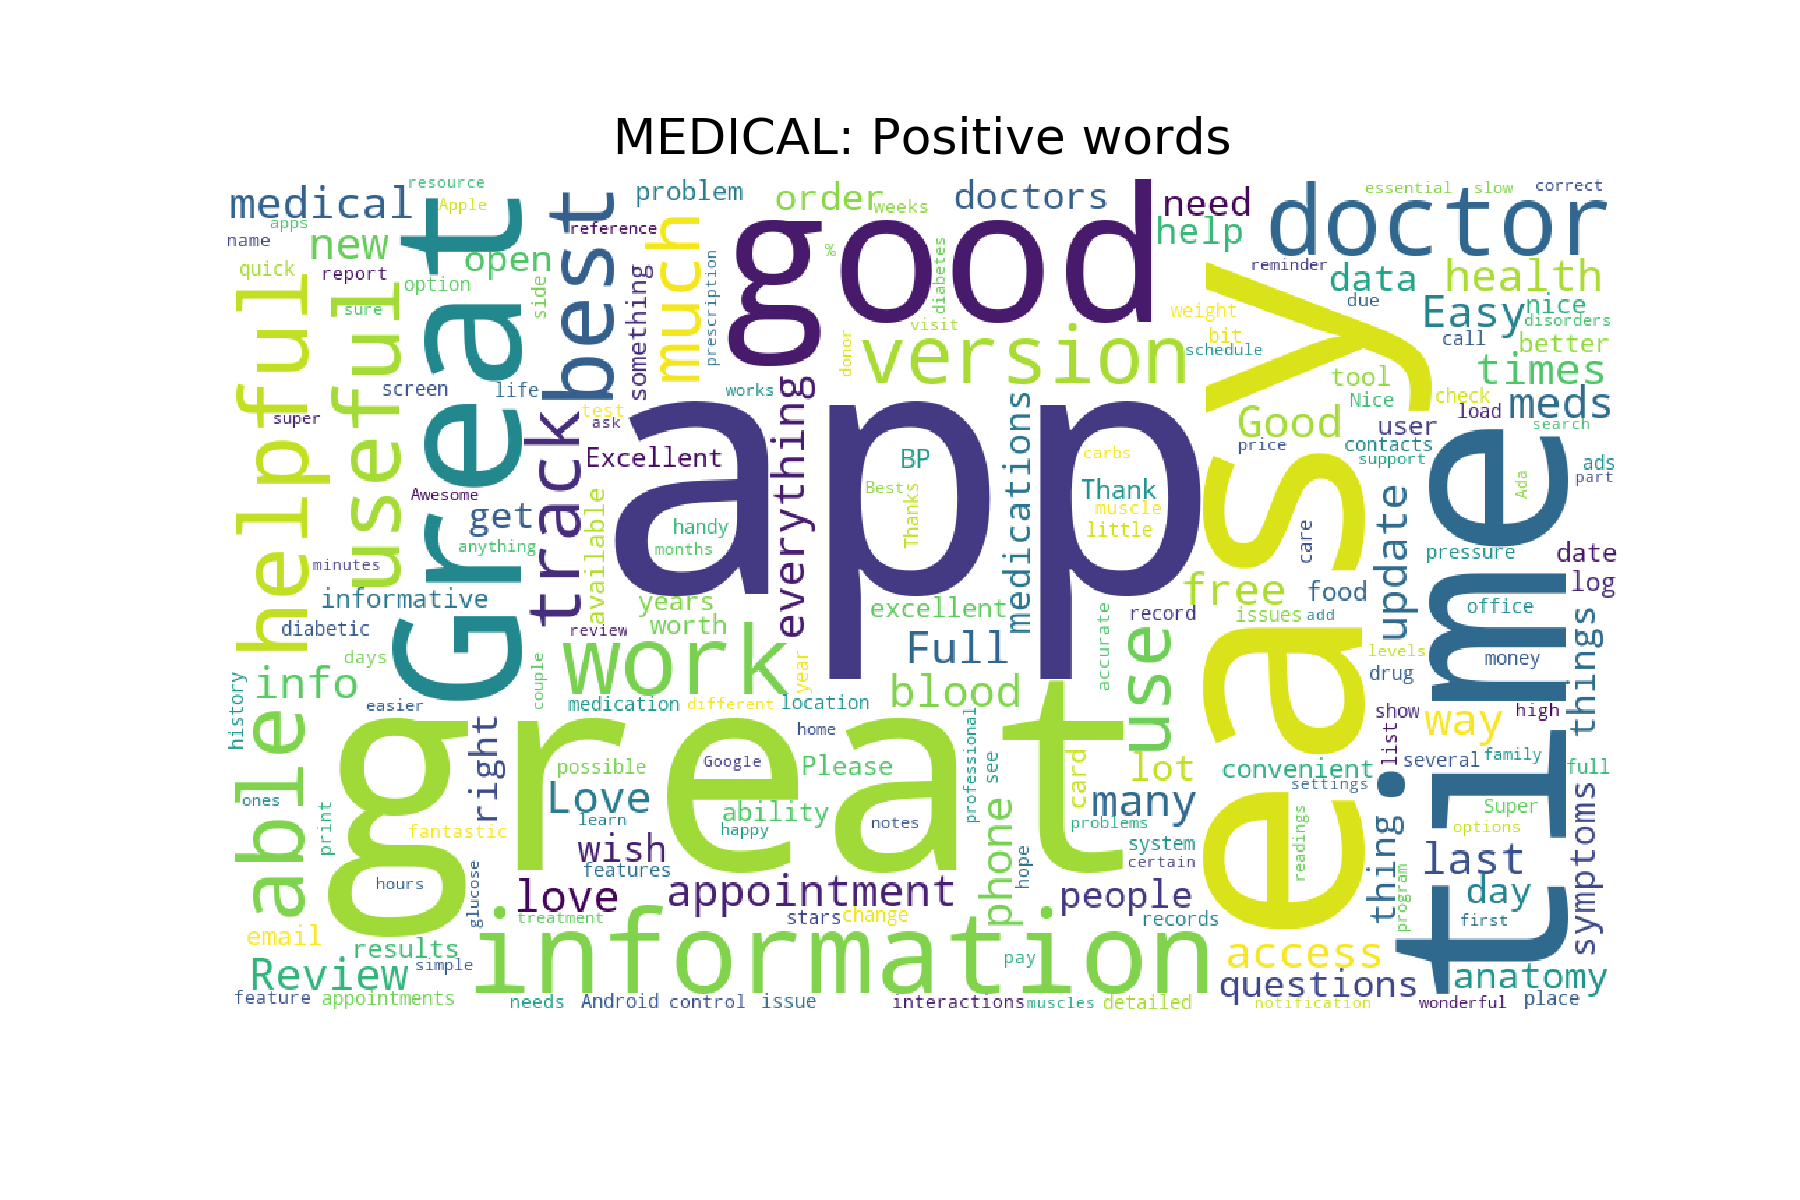 MEDICAL: Positive words
medical
resource
Apple
apps
name
new
quick
report
option
open
side
sure
Great
best
problem
reference
much
something
prescription
order
weeks
doctors
%
diabetes
good
need
help
doctor
essential
slow
correct
reminder
data
health
due
Easy
nice
disorders
call
better
weight
bit
schedule
visit
donor
version
times
tool
Nice
check
meds
load
search
helpful
useful
screen
life
super
works
test
ask
track
Excellent
everything
app
BP
medications
carbs
Thank
muscle
little
Best
Thanks
handy
months
easy
Good
user
price
contacts
support
ads
part
Ada
time
Awesome
get
anything
available
minutes
informative
diabetic
days
years
worth
review
excellent
free
record
issues
add
food
care
update
pressure
date
log
office
things
info
history
easier
couple
work
year
Full
blood
accurate
use
levels
drug
money
medication
different
location
home
show
way
high
list
several
family
full
able
ones
print
right
great
possible
Google
Please
professional
see
card
lot
convenient
settings
Love
learn
ability
happy
notes
many
problems
system
certain
readings
thing.
Super
options
last
symptoms
fantastic
wish
features
phone
hope
hours
glucose
love
appointment
people
records
day
first
program
treatment
stars
change
email
results
information
access
Review
simple
pay
questions
anatomy
feature
appointments
needs
Android
control
issue
interactions
muscles
detailed
notification
wonderful
place